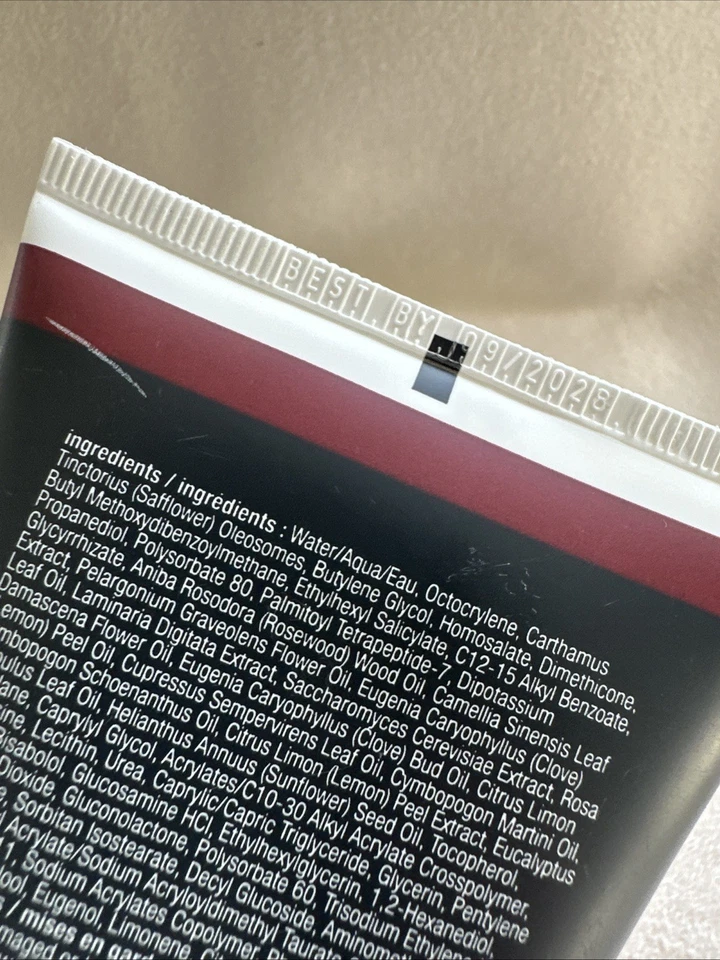 BEST BY 09/2028
ingredients / ingrédients : Water/Aqua/Eau, Octocrylene, Carthamus
Tinctorius (Safflower) Oleosomes, Butylene Glycol, Homosalate, Dimethicone,
Butyl Methoxydibenzoylmethane, Ethylhexyl Salicylate, C12-15 Alkyl Benzoate,
Propanediol, Polysorbate 80, Palmitoyl Tetrapeptide-7, Dipotassium
Glycyrrhizate, Aniba Rosodora (Rosewood) Wood Oil, Camellia Sinensis Leaf
Extract, Pelargonium Graveolens Flower Oil, Eugenia Caryophyllus (Clove)
Leaf Oil, Laminaria Digitata Extract, Saccharomyces Cerevisiae Extract, Rosa
Damascena Flower Oil, Eugenia Caryophyllus (Clove) Bud Oil, Citrus Limon
emon) Peel Oil, Cupressus Sempervirens Leaf Oil, Cymbopogon Martini Oil,
mbopogon Schoenanthus Oil, Citrus Limon (Lemon) Peel Extract, Eucalyptus
ulus Leaf Oil, Helianthus Annuus (Sunflower) Seed Oil, Tocopherol,
ane, Caprylyl Glycol, Acrylates/C10-30 Alkyl Acrylate Crosspolymer,
ine, Lecithin, Urea, Caprylic/Capric Triglyceride, Glycerin, Pentylene
Bisabolol, Glucosamine HCl, Ethylhexylglycerin, 1,2-Hexanediol,
Dioxide, Gluconolactone, Polysorbate 60, Trisodium Ethylene
, Sorbitan Isostearate, Decyl Glucoside, Aminometh
l Acrylate/Sodium Acryloyldimethyl Taurate
11, Sodium Acrylates Copolymer
ool, Eugenol, Limonene,
s / mises en gard
maged or